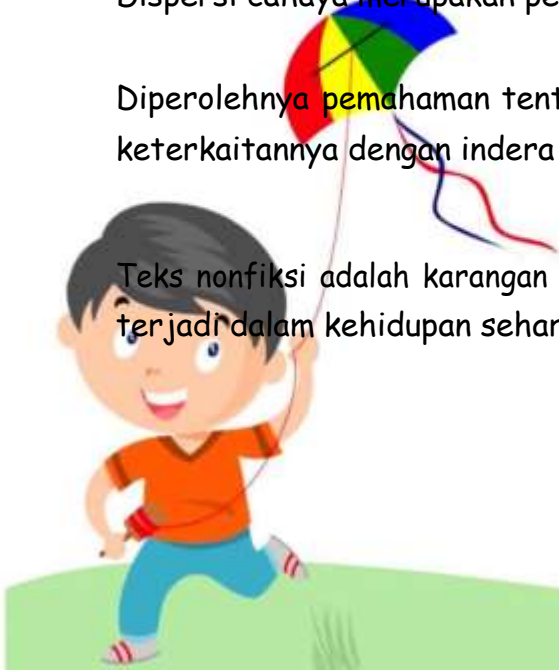 Dispersi cahaya merupakan pe
Diperolehnya pemahaman tent
keterkaitannya dengan indera
Teks nonfiksi adalah karangan
terjadi dalam kehidupan sehar